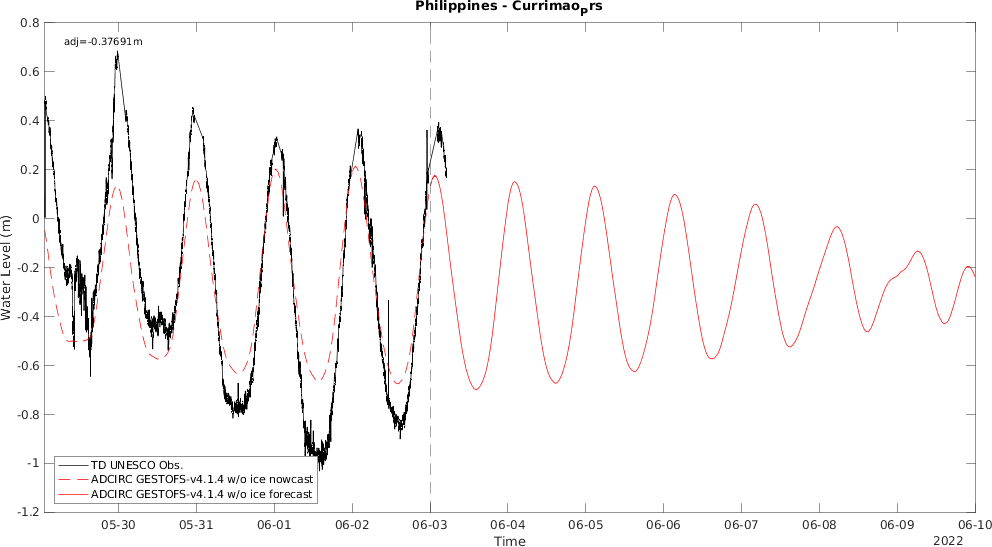 Philippines - Currimaoprs
adj=-0.37691m
0.8
0.6
0.4
0.2
0
-0.2
-0.4
-0.6
-0.8
-1
-1.2
Water Level (m)
TD UNESCO Obs.
ADCIRC GESTOFS-v4.1.4 w/o ice nowcast
ADCIRC GESTOFS-v4.1.4 w/o ice forecast
05-30 05-31 06-01 06-02 06-03 06-04 06-05 06-06 06-07 06-08 06-09 06-10
Time
2022